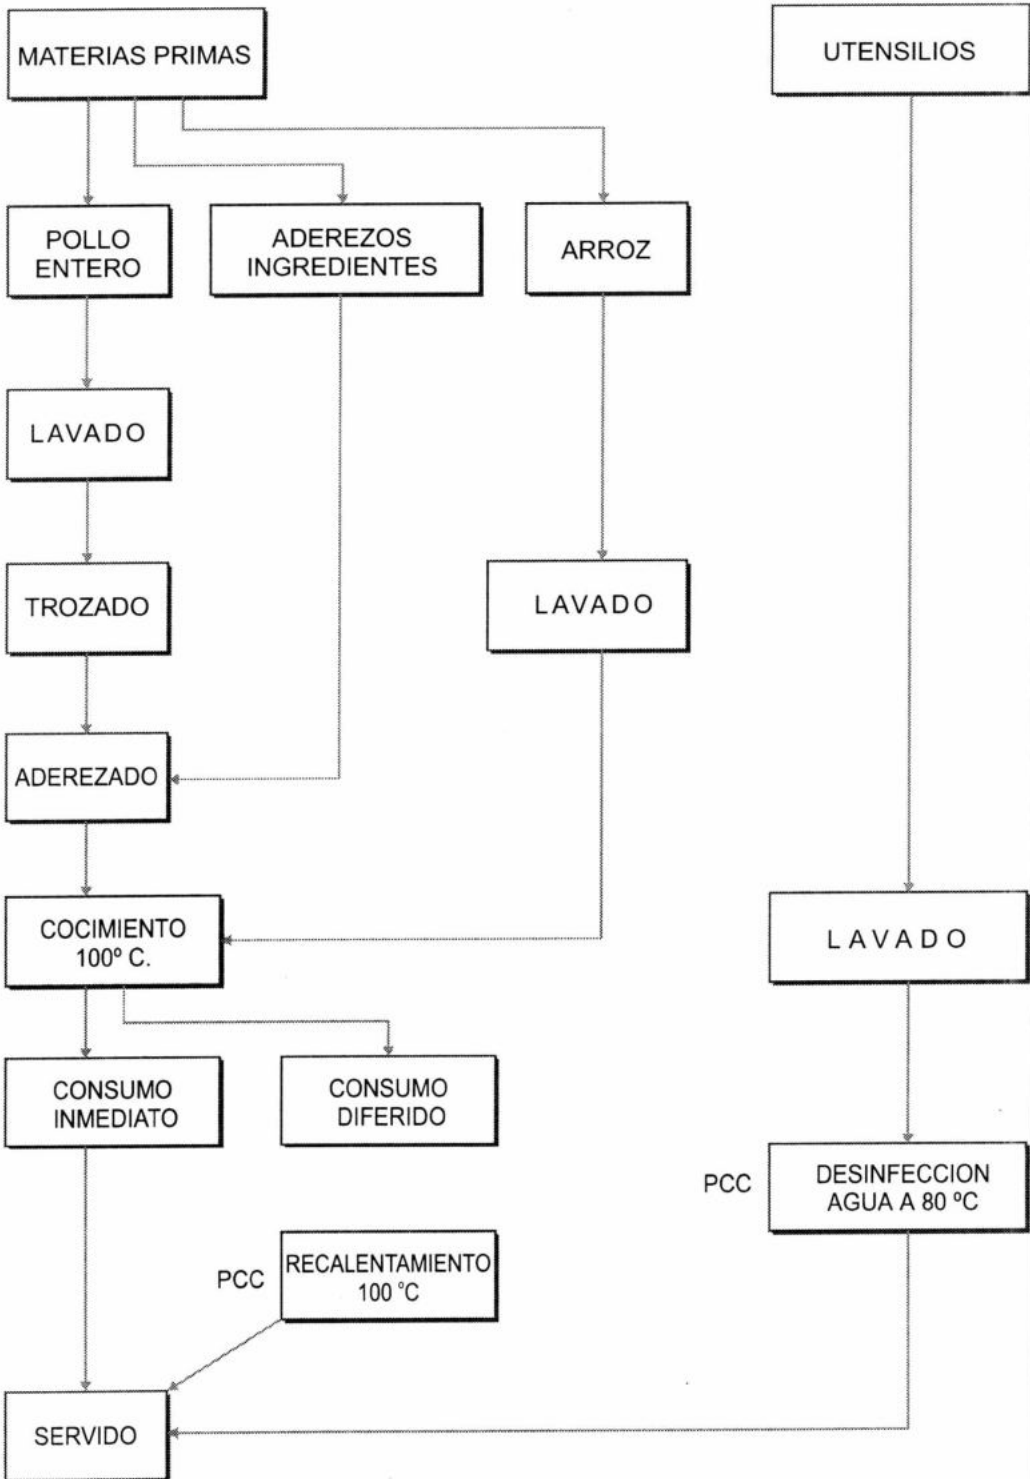 MATERIAS PRIMAS
UTENSILIOS
POLLO
ENTERO
ADEREZOS
INGREDIENTES
ARROZ
LAVADO
TROZADO
LAVADO
ADEREZADO
COCIMIENTO
100º C.
LAVADO
CONSUMO
INMEDIATO
CONSUMO
DIFERIDO
PCC
DESINFECCION
AGUA A 80 ºC
PCC
RECALENTAMIENTO
100 °C
SERVIDO